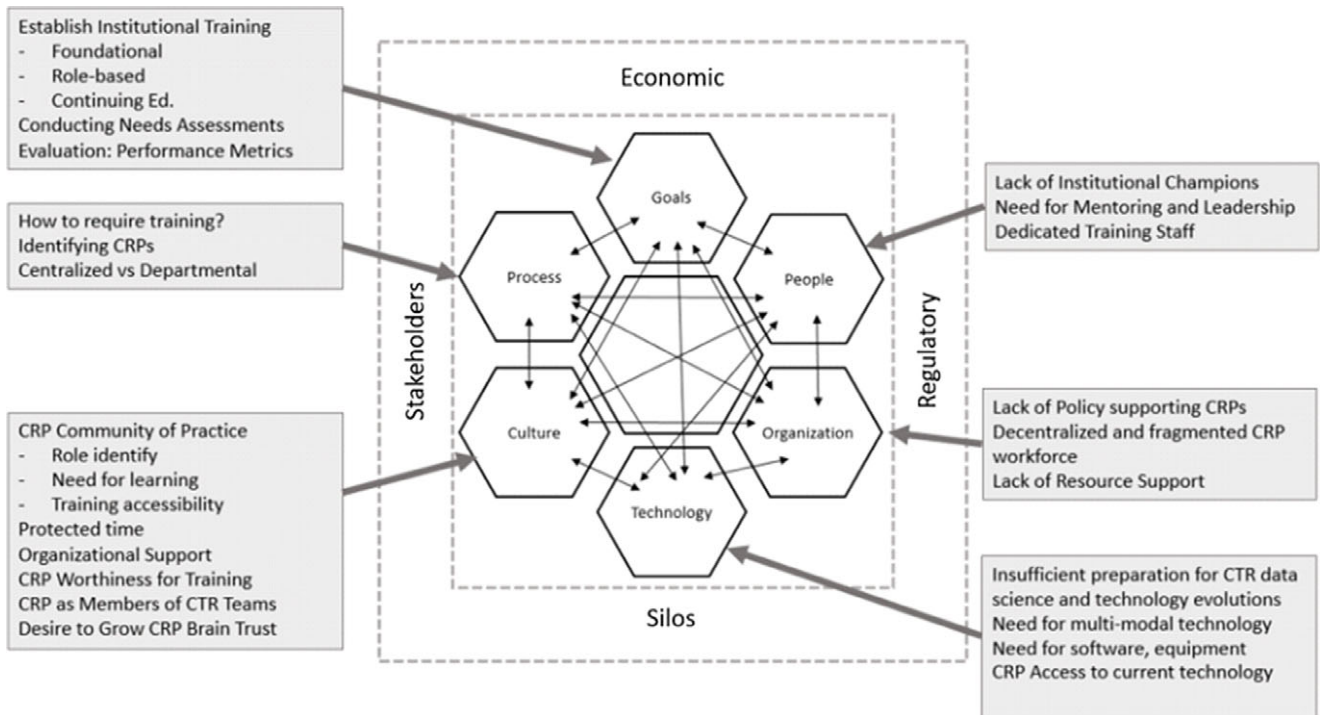 Establish Institutional Training
- Foundational
- Role-based
- Continuing Ed.
Conducting Needs Assessments
Evaluation: Performance Metrics
How to require training?
Identifying CRPs
Centralized vs Departmental
CRP Community of Practice
- Role identify
- Need for learning
- Training accessibility
Protected time
Organizational Support
CRP Worthiness for Training
CRP as Members of CTR Teams
Desire to Grow CRP Brain Trust
Economic
Stakeholders
Regulatory
Silos
Goals
Process
People
Culture
Organization
Technology
Lack of Institutional Champions
Need for Mentoring and Leadership
Dedicated Training Staff
Lack of Policy supporting CRPs
Decentralized and fragmented CRP
workforce
Lack of Resource Support
Insufficient preparation for CTR data
science and technology evolutions
Need for multi-modal technology
Need for software, equipment
CRP Access to current technology